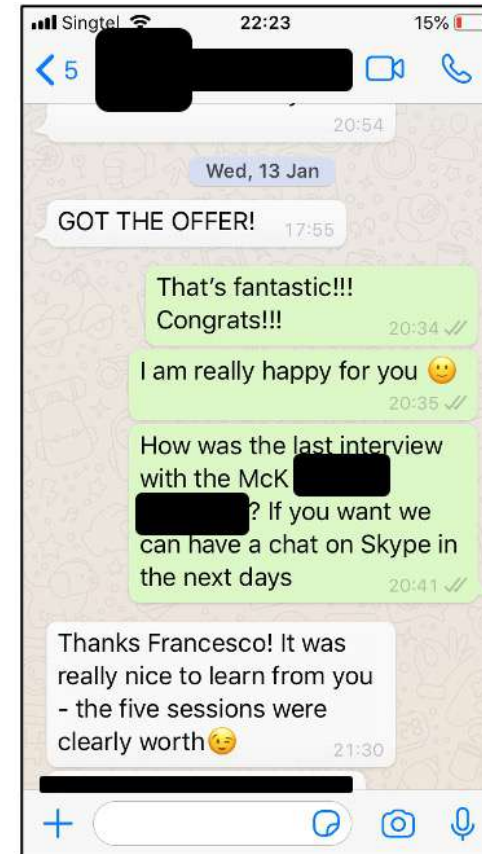 Singtel 22:23 15%
5
20:54
Wed, 13 Jan
GOT THE OFFER! 17:55
That's fantastic!!!
Congrats!!! 20:34
I am really happy for you 🙂
20:35
How was the last interview
with the McK
? If you want we
can have a chat on Skype in
the next days 20:41
Thanks Francesco! It was
really nice to learn from you
- the five sessions were
clearly worth😉 21:30